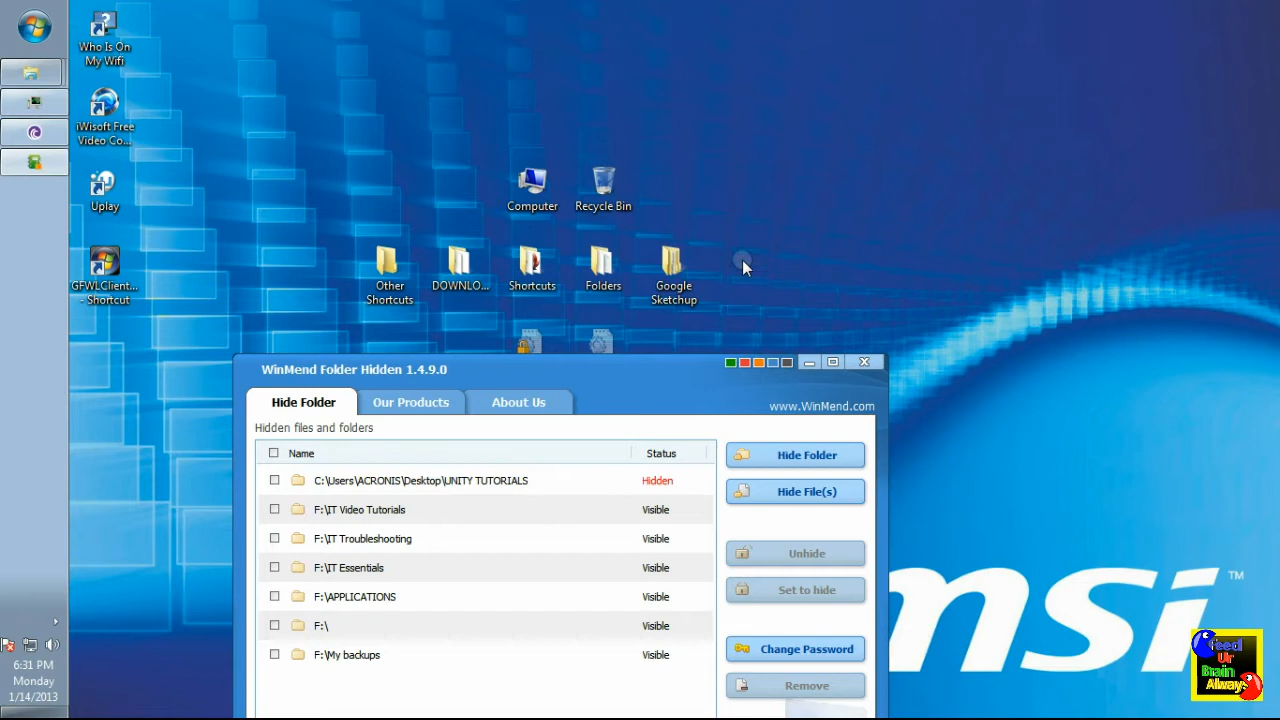 Who Is On
My Wifi
iWisoft Free
Video Co...
Uplay
GFWLClient...
- Shortcut
Computer
Recycle Bin
Other
Shortcuts
DOWNLO...
Shortcuts
Folders
Google
Sketchup
WinMend Folder Hidden 1.4.9.0
Hide Folder
Our Products
About Us
www.WinMend.com
Hidden files and folders
Name Status
C:\Users\ACRONIS\Desktop\UNITY TUTORIALS Hidden
F:\IT Video Tutorials Visible
F:\IT Troubleshooting Visible
F:\IT Essentials Visible
F:\APPLICATIONS Visible
F:\ Visible
F:\My backups Visible
Hide Folder
Hide File(s)
Unhide
Set to hide
Change Password
Remove
msi™
6:31 PM
Monday
1/14/2013
Feed
Ur
Brain
Always